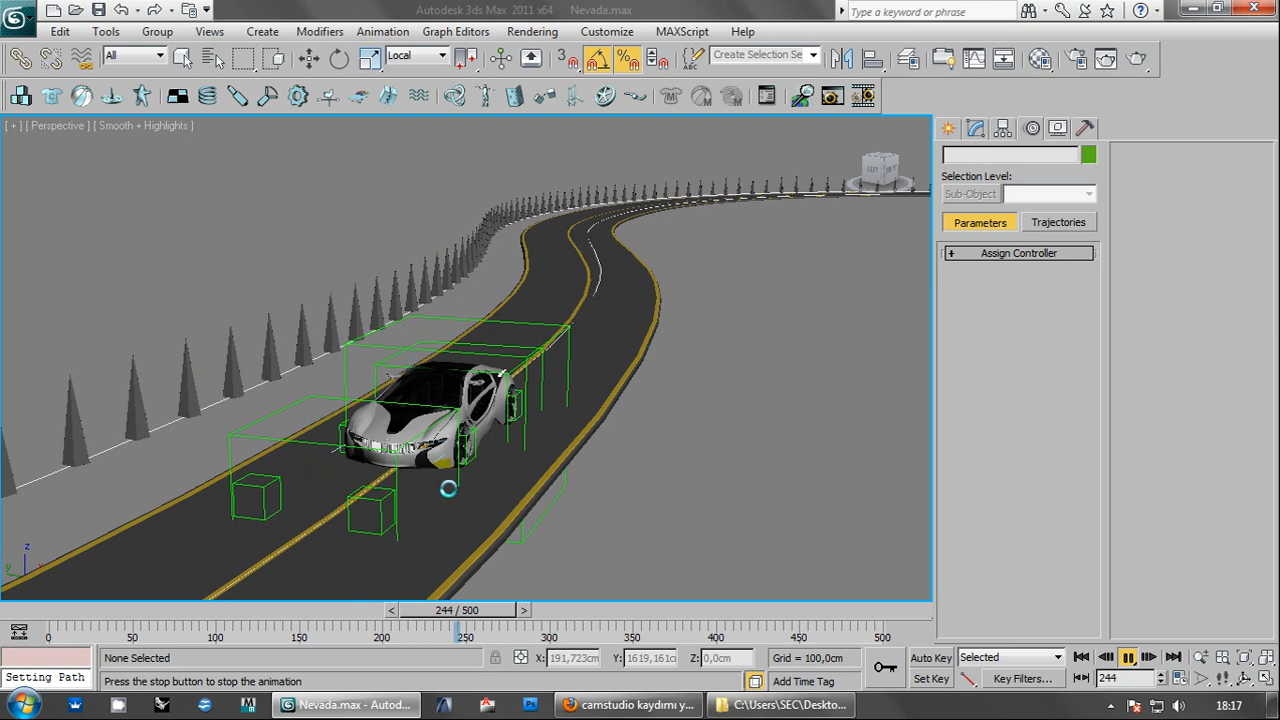 Autodesk 3ds Max 2011 x64 Nevada.max
Type a keyword or phrase
Edit Tools Group Views Create Modifiers Animation Graph Editors Rendering Customize MAXScript Help
All Local 3 Create Selection Se
[ + ] [ Perspective ] [ Smooth + Highlights ]
Selection Level:
Sub-Object
Parameters Trajectories
+ Assign Controller
z
x
y
< 244 / 500 >
0 50 100 150 200 250 300 350 400 450 500
None Selected X: 191,723cm Y: 1619,161c Z: 0,0cm Grid = 100,0cm Auto Key Selected
Setting Path Press the stop button to stop the animation Add Time Tag Set Key Key Filters... 244
Nevada.max - Autod... camstudio kaydımı y... C:\Users\SEC\Deskto... 18:17